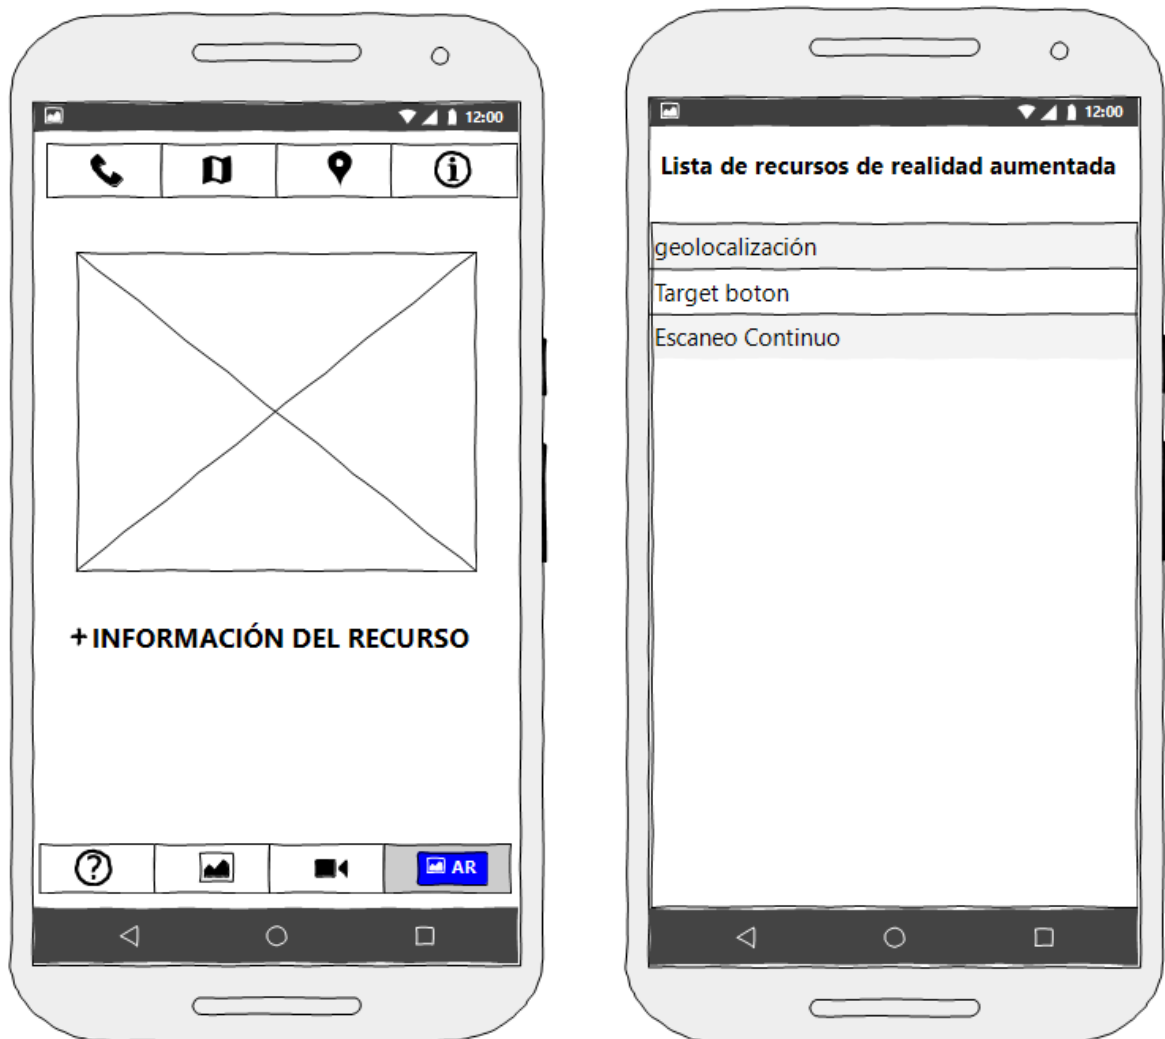 12:00
+ INFORMACIÓN DEL RECURSO
AR
12:00
Lista de recursos de realidad aumentada
geolocalización
Target boton
Escaneo Continuo